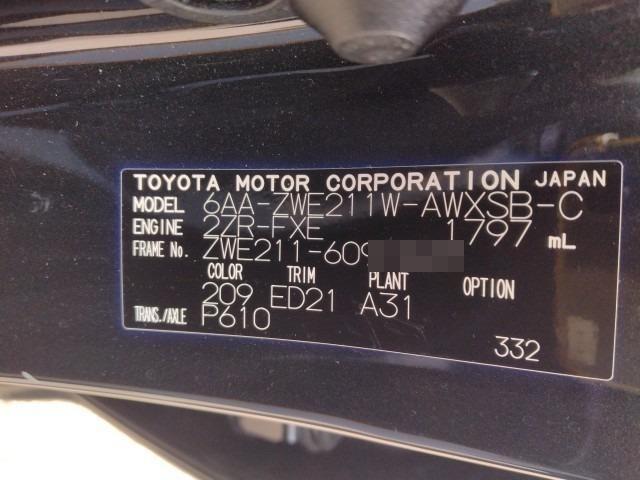 TOYOTA MOTOR CORPORATION JAPAN
MODEL 6AA-ZWE211W-AWXSB-C
ENGINE 2ZR-FXE 1797 mL
FRAME No. ZWE211-609
COLOR TRIM PLANT OPTION
209 ED21 A31
TRANS./AXLE P610
332